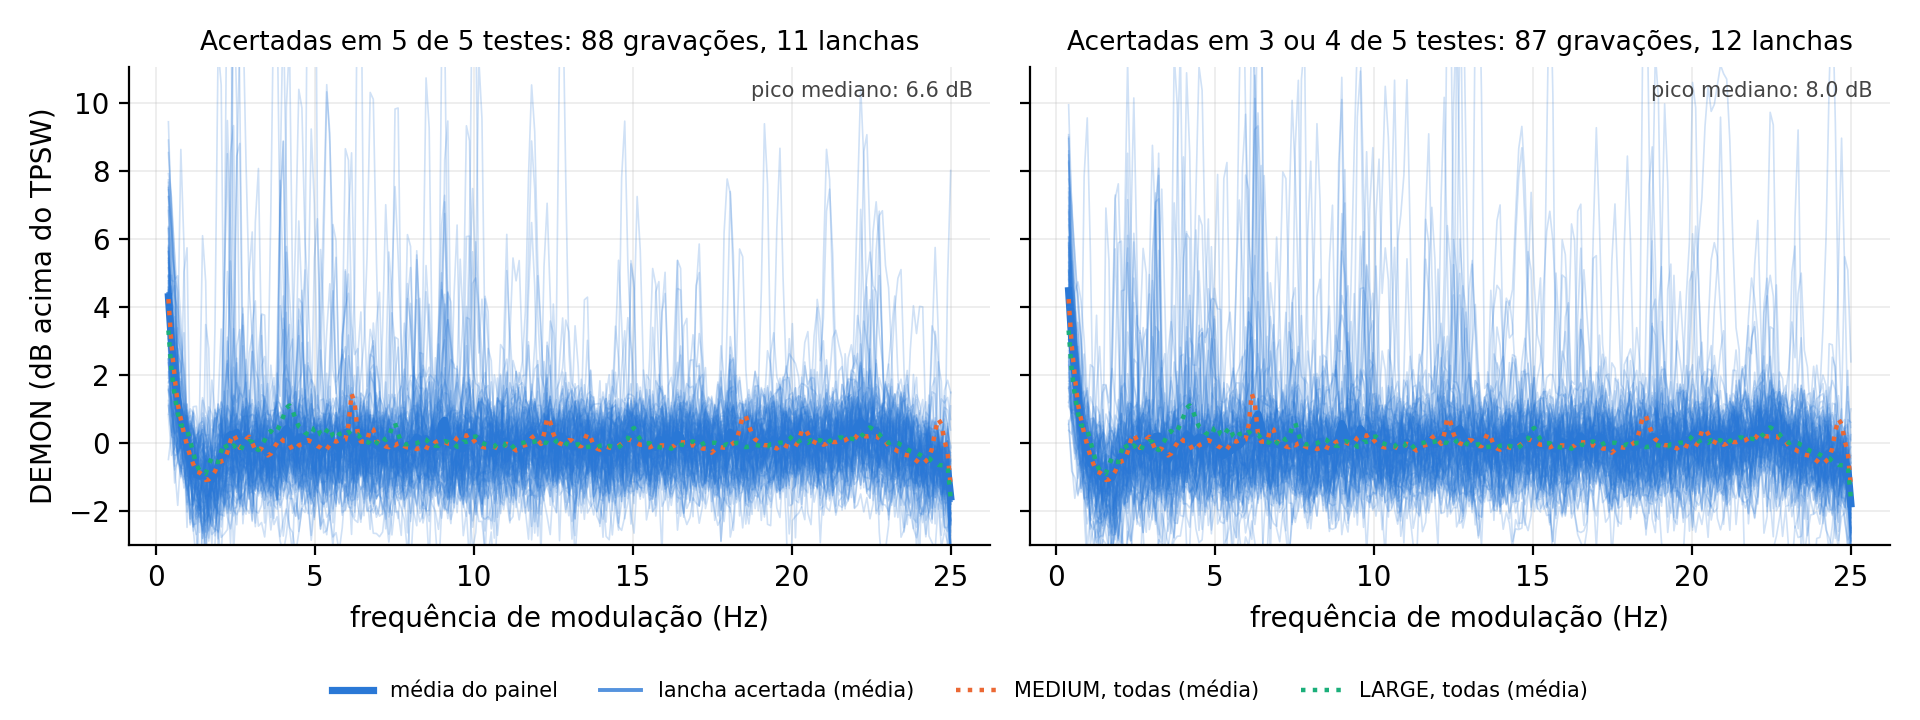 Acertadas em 5 de 5 testes: 88 gravações, 11 lanchas
Acertadas em 3 ou 4 de 5 testes: 87 gravações, 12 lanchas
pico mediano: 6.6 dB
pico mediano: 8.0 dB
DEMON (dB acima do TPSW)
10
8
6
4
2
0
−2
0 5 10 15 20 25
0 5 10 15 20 25
frequência de modulação (Hz)
frequência de modulação (Hz)
média do painel
lancha acertada (média)
MEDIUM, todas (média)
LARGE, todas (média)